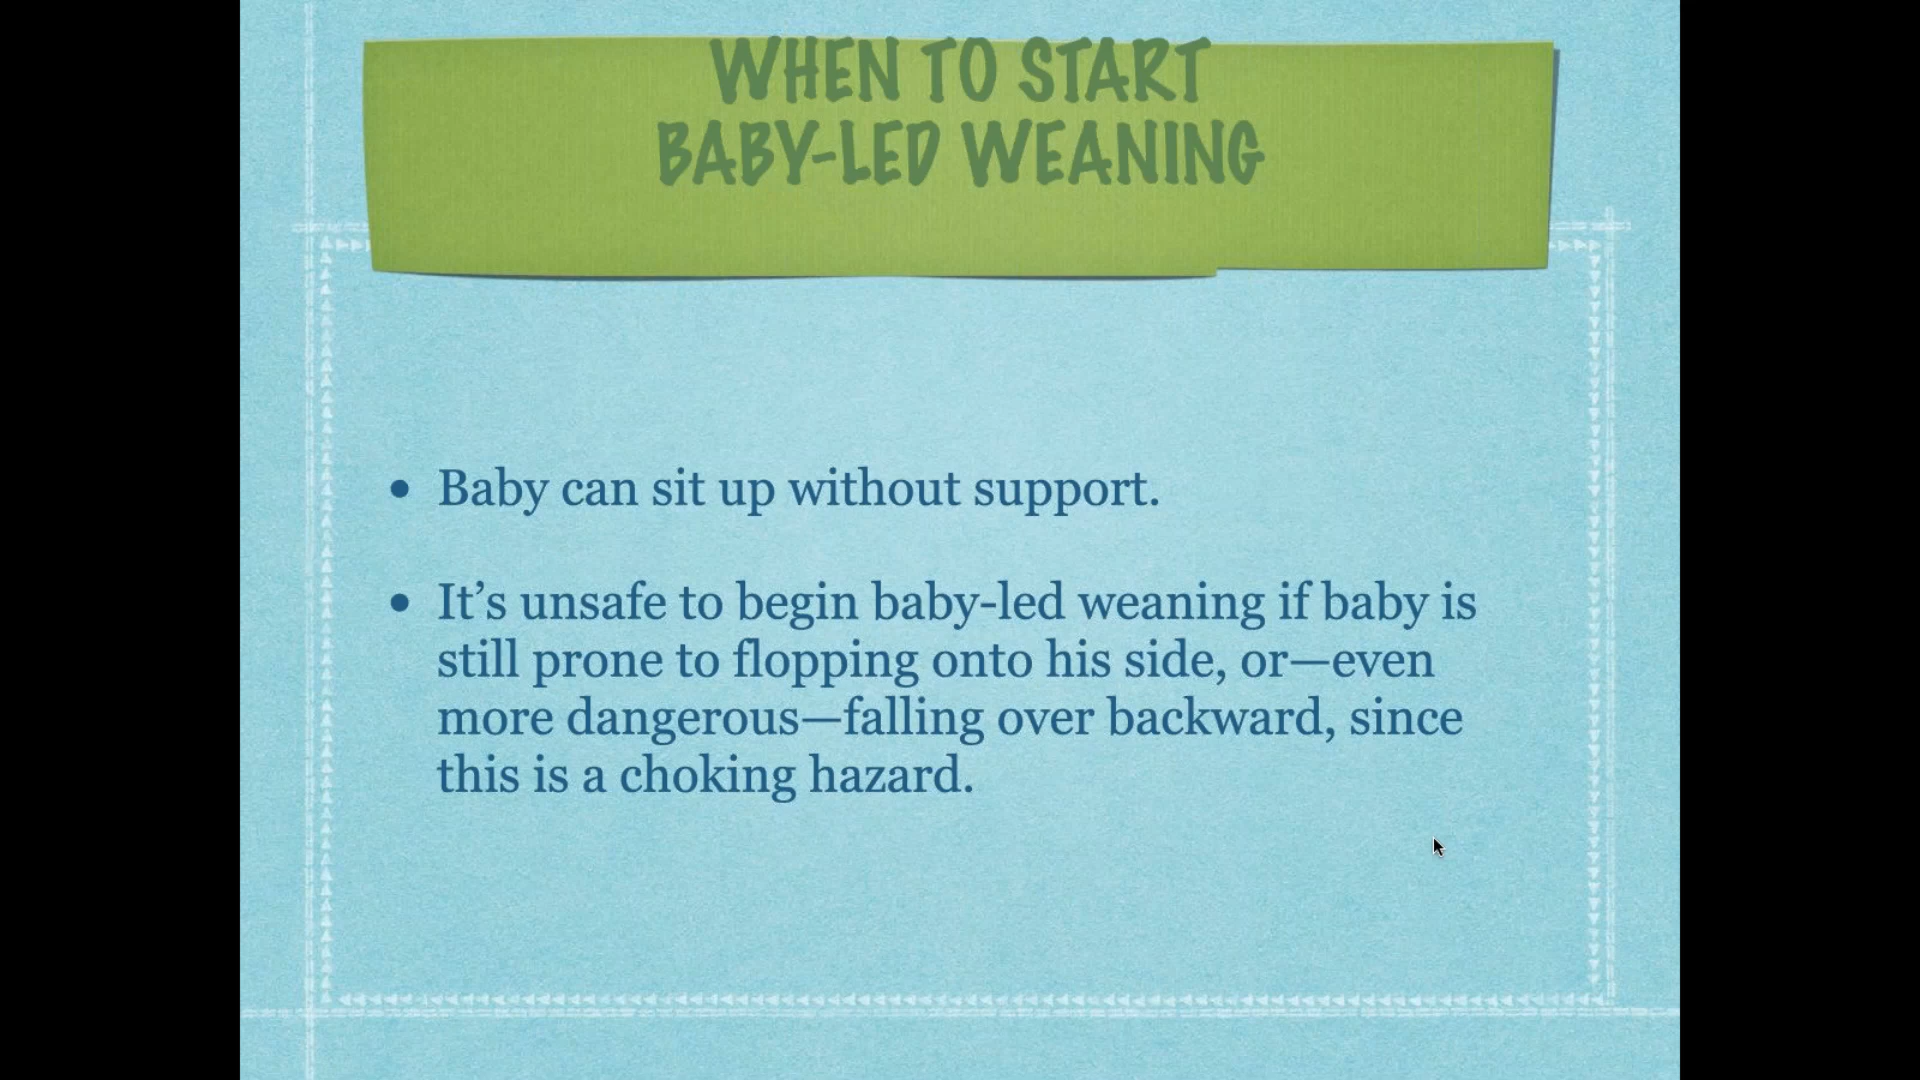 WHEN TO START
BABY-LED WEANING
• Baby can sit up without support.
• It’s unsafe to begin baby-led weaning if baby is
still prone to flopping onto his side, or—even
more dangerous—falling over backward, since
this is a choking hazard.